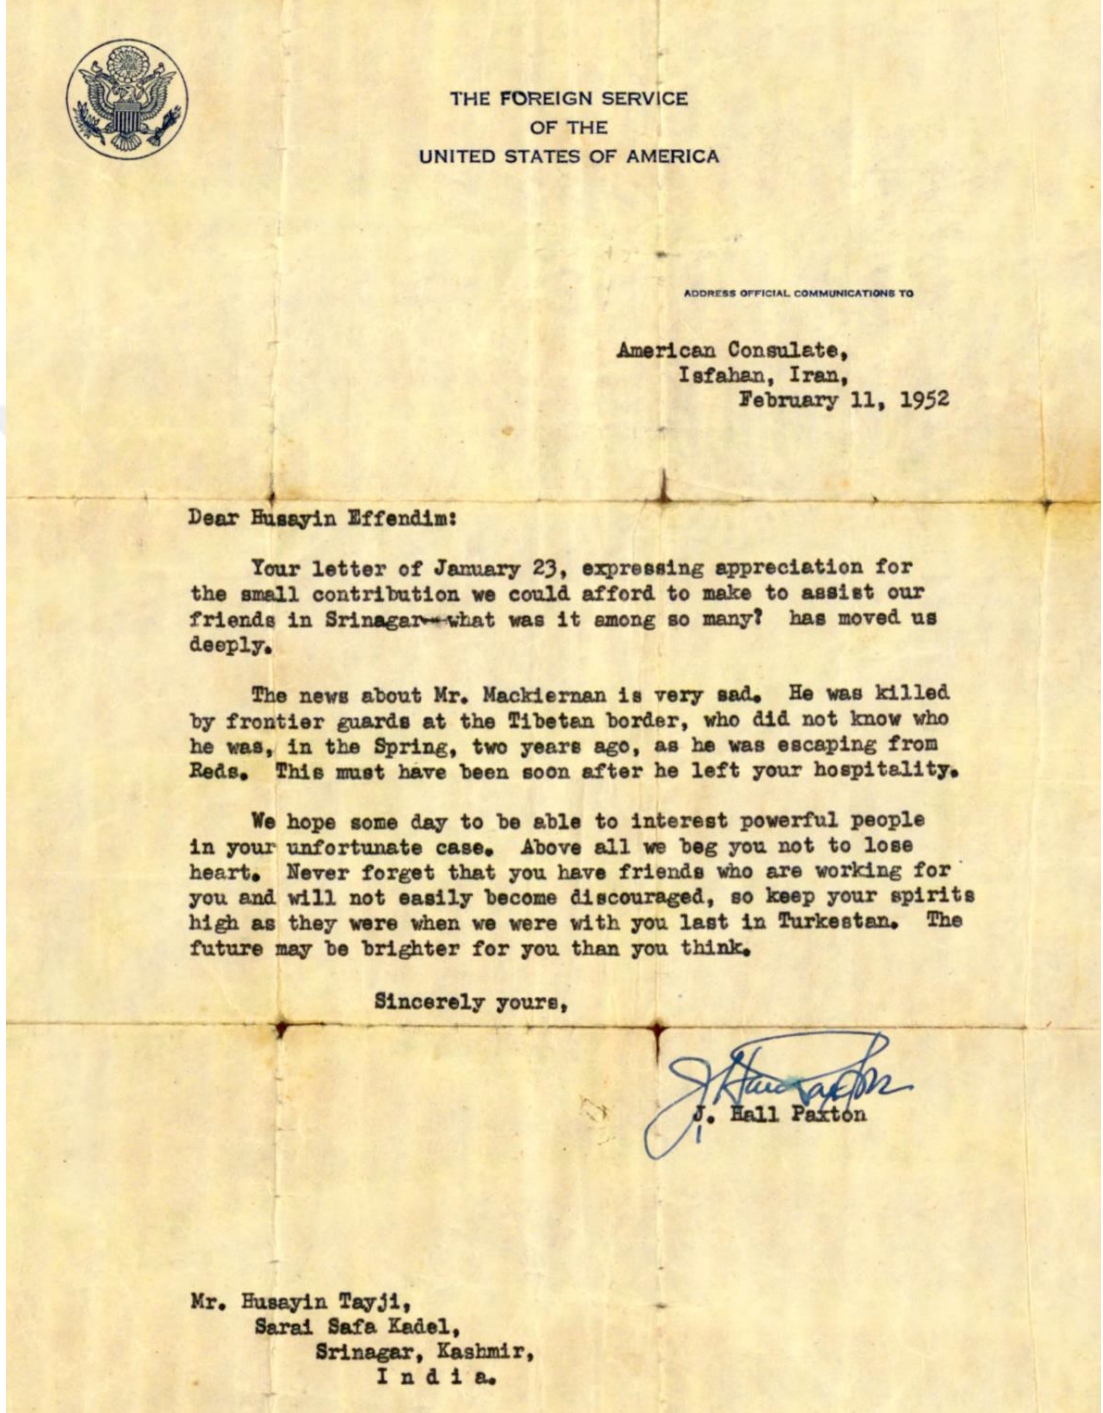 THE FOREIGN SERVICE
OF THE
UNITED STATES OF AMERICA
ADDRESS OFFICIAL COMMUNICATIONS TO
American Consulate,
Isfahan, Iran,
February 11, 1952
Dear Husayin Effendim:
Your letter of January 23, expressing appreciation for
the small contribution we could afford to make to assist our
friends in Srinagar--what was it among so many? has moved us
deeply.
The news about Mr. Mackiernan is very sad. He was killed
by frontier guards at the Tibetan border, who did not know who
he was, in the Spring, two years ago, as he was escaping from
Reds. This must have been soon after he left your hospitality.
We hope some day to be able to interest powerful people
in your unfortunate case. Above all we beg you not to lose
heart. Never forget that you have friends who are working for
you and will not easily become discouraged, so keep your spirits
high as they were when we were with you last in Turkestan. The
future may be brighter for you than you think.
Sincerely yours,
J. Hall Paxton
J. Hall Paxton
Mr. Husayin Tayji,
Sarai Safa Kadel,
Srinagar, Kashmir,
I n d i a.